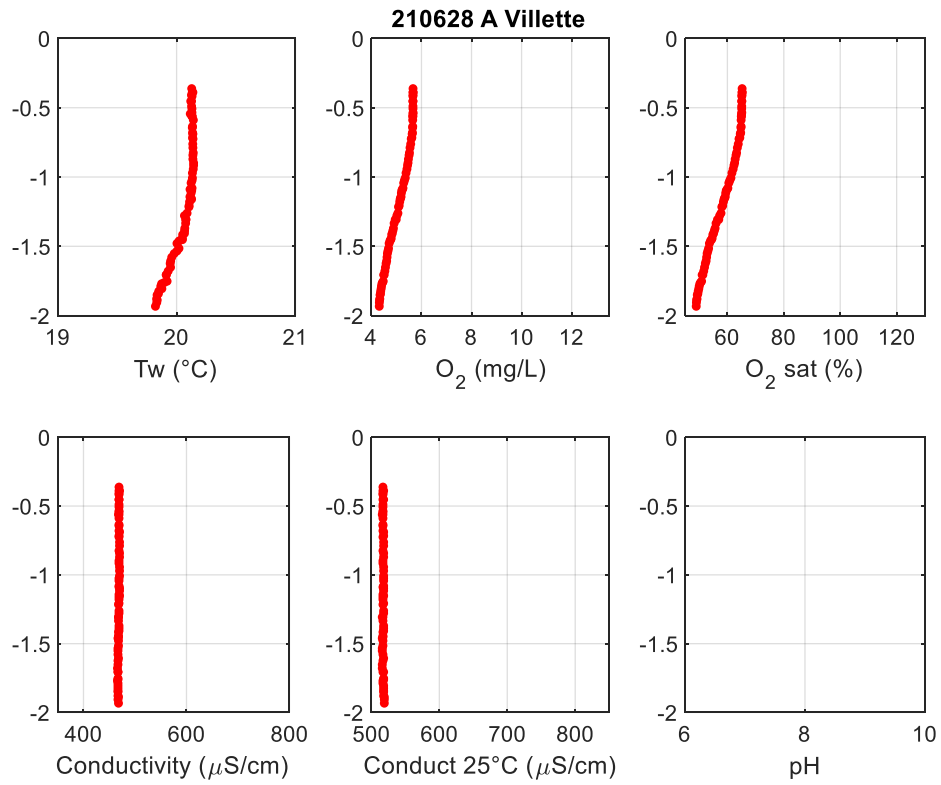 210628 A Villette
0
-0.5
-1
-1.5
-2
19 20 21
Tw (°C)
0
-0.5
-1
-1.5
-2
4 6 8 10 12
O2 (mg/L)
0
-0.5
-1
-1.5
-2
60 80 100 120
O2 sat (%)
0
-0.5
-1
-1.5
-2
400 600 800
Conductivity (μS/cm)
0
-0.5
-1
-1.5
-2
500 600 700 800
Conduct 25°C (μS/cm)
0
-0.5
-1
-1.5
-2
6 8 10
pH